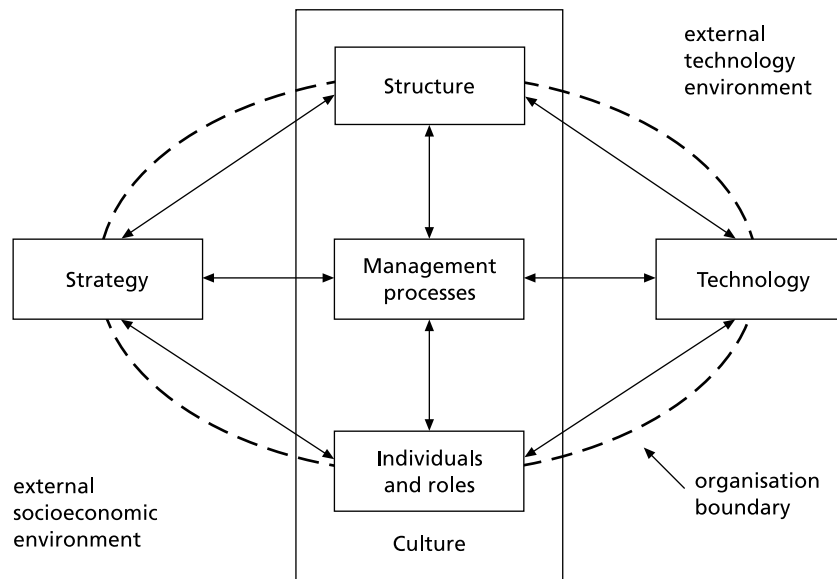 external
technology
environment
Structure
Strategy
Management
processes
Technology
Individuals
and roles
external
socioeconomic
environment
Culture
organisation
boundary